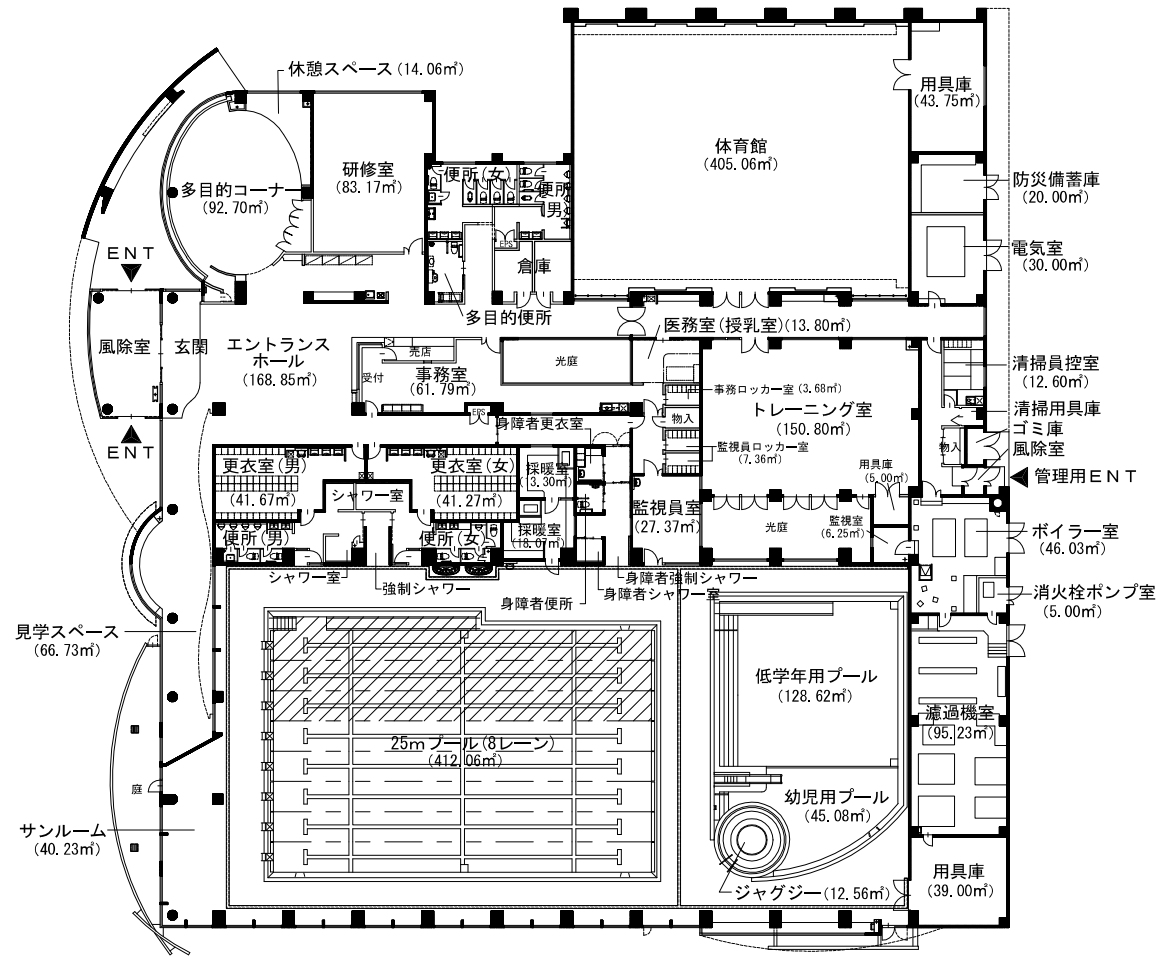 休憩スペース(14.06㎡)
用具庫
(43.75㎡)
体育館
(405.06㎡)
研修室
(83.17㎡)
便所(女)
便所
(男)
多目的コーナー
(92.70㎡)
防災備蓄庫
(20.00㎡)
ENT
EPS
電気室
(30.00㎡)
倉庫
多目的便所
医務室(授乳室)(13.80㎡)
風除室
玄関
エントランス
ホール
(168.85㎡)
売店
受付
事務室
(61.79㎡)
光庭
清掃員控室
(12.60㎡)
事務ロッカー室(3.68㎡)
トレーニング室
(150.80㎡)
EPS
物入
清掃用具庫
ゴミ庫
風除室
身障者更衣室
ENT
監視員ロッカー室
(7.36㎡)
物入
管理用ENT
更衣室(男)
(41.67㎡)
更衣室(女)
(41.27㎡)
採暖室
(13.30㎡)
用具庫
(5.00㎡)
シャワー室
監視員室
(27.37㎡)
光庭
監視室
(6.25㎡)
ボイラー室
(46.03㎡)
便所(男)
便所(女)
採暖室
(18.07㎡)
シャワー室
強制シャワー
身障者便所
身障者強制シャワー
身障者シャワー室
消火栓ポンプ室
(5.00㎡)
見学スペース
(66.73㎡)
低学年用プール
(128.62㎡)
濾過機室
(95.23㎡)
25mプール(8レーン)
(412.06㎡)
庭
幼児用プール
(45.08㎡)
サンルーム
(40.23㎡)
用具庫
(39.00㎡)
ジャグジー(12.56㎡)